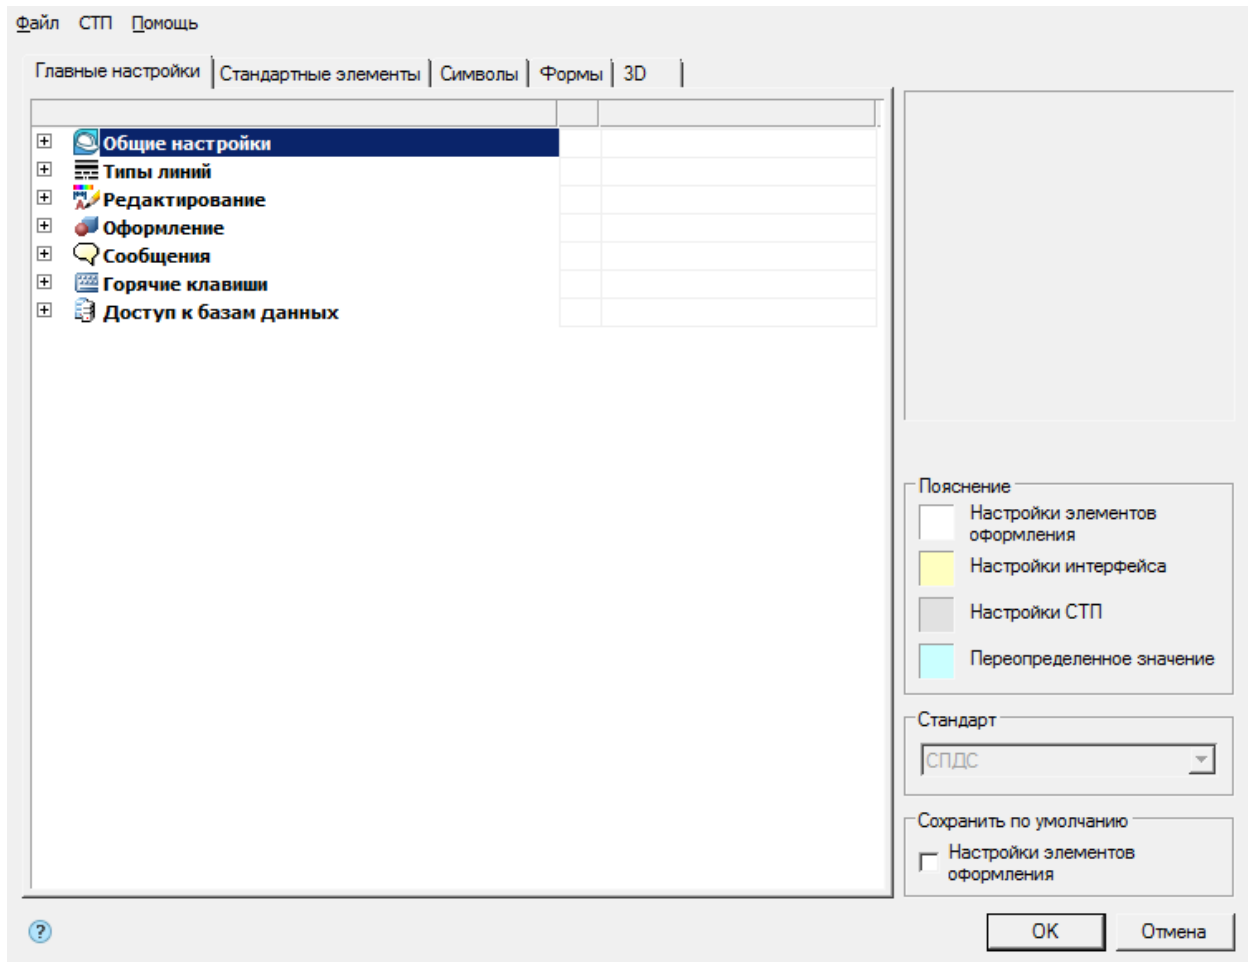 Файл СТП Помощь
Главные настройки Стандартные элементы Символы Формы 3D
Общие настройки
Типы линий
Редактирование
Оформление
Сообщения
Горячие клавиши
Доступ к базам данных
Пояснение
Настройки элементов
оформления
Настройки интерфейса
Настройки СТП
Переопределенное значение
Стандарт
СПДС
Сохранить по умолчанию
Настройки элементов
оформления
?
OK Отмена